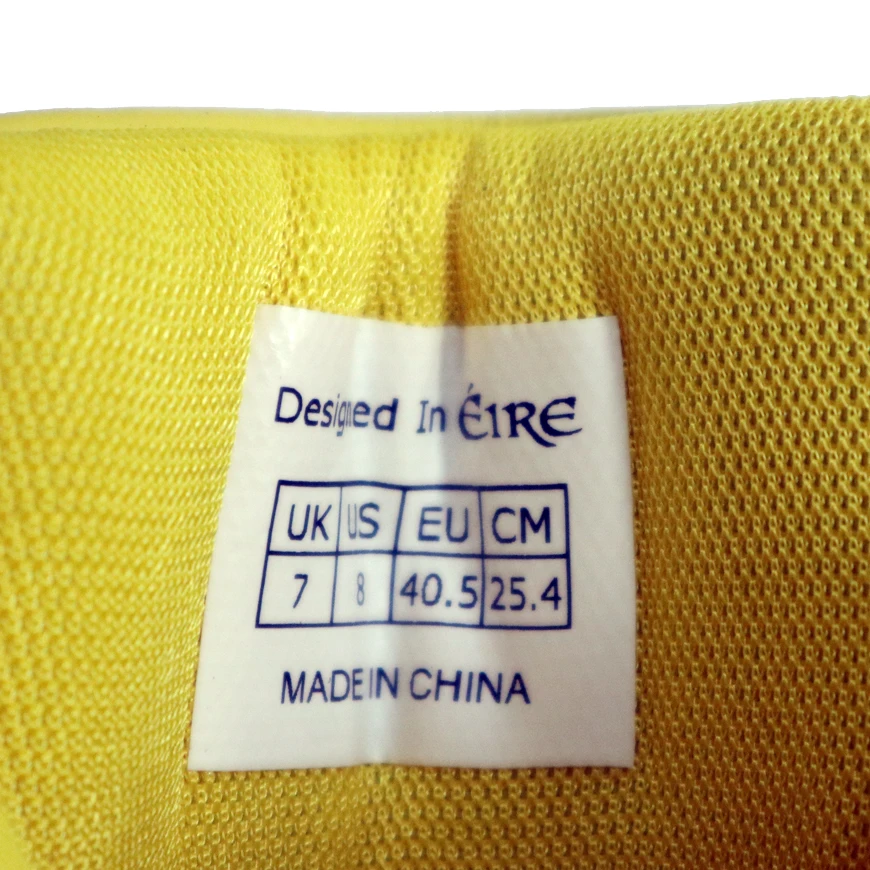 Designed In ÉIRE
UK US EU CM
7 8 40.5 25.4
MADE IN CHINA